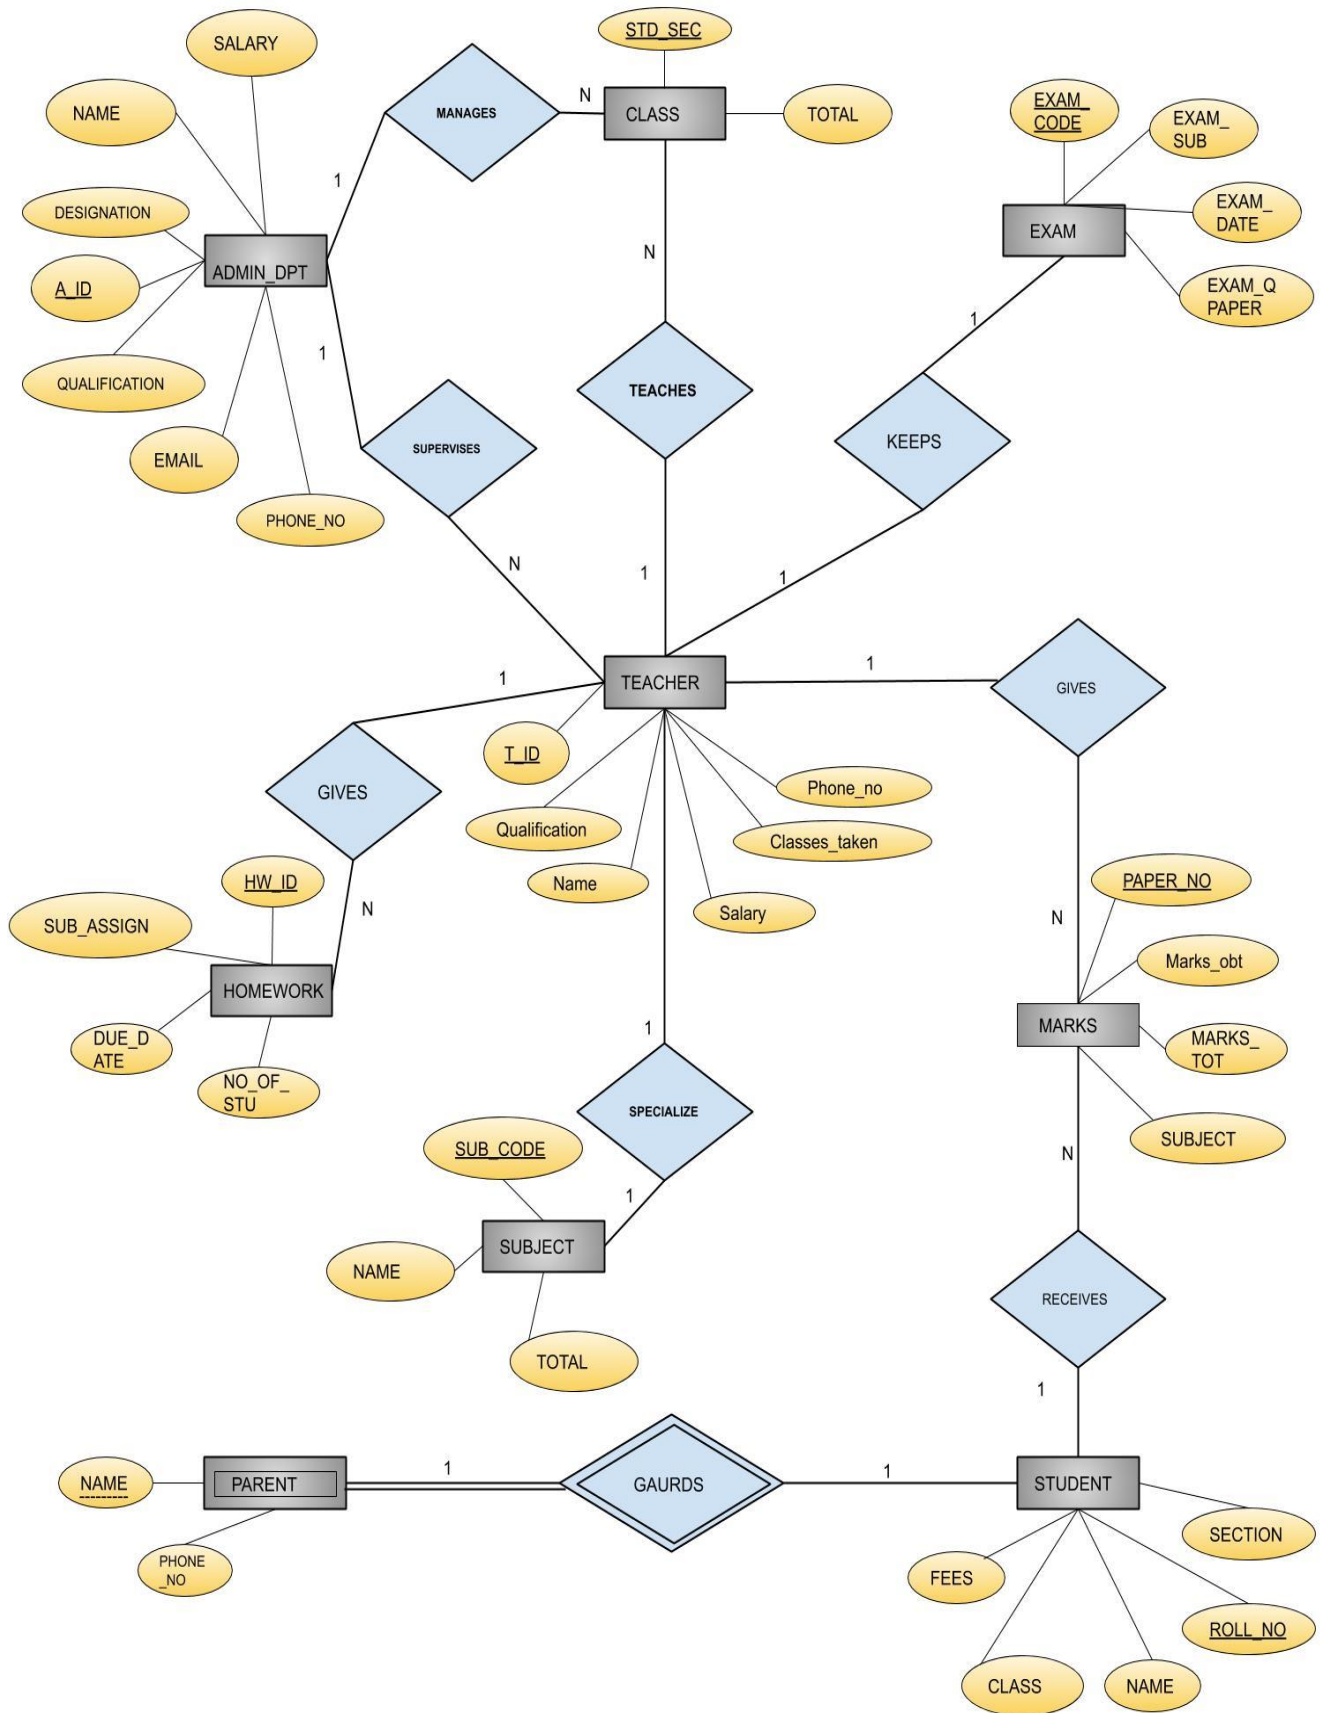 STD_SEC
SALARY
NAME
MANAGES
N
CLASS
TOTAL
EXAM_
CODE
EXAM_
SUB
1
DESIGNATION
EXAM_
DATE
EXAM
A_ID
ADMIN_DPT
N
EXAM_Q
PAPER
1
1
QUALIFICATION
TEACHES
SUPERVISES
KEEPS
EMAIL
PHONE_NO
N
1
1
1
TEACHER
1
GIVES
T_ID
GIVES
Phone_no
Qualification
Classes_taken
HW_ID
Name
PAPER_NO
Salary
N
N
SUB_ASSIGN
Marks_obt
HOMEWORK
MARKS
DUE_D
ATE
1
MARKS_
TOT
NO_OF_
STU
SPECIALIZE
SUB_CODE
SUBJECT
N
1
SUBJECT
NAME
RECEIVES
TOTAL
1
NAME
PARENT
1
GAURDS
1
STUDENT
SECTION
PHONE
_NO
FEES
ROLL_NO
CLASS
NAME